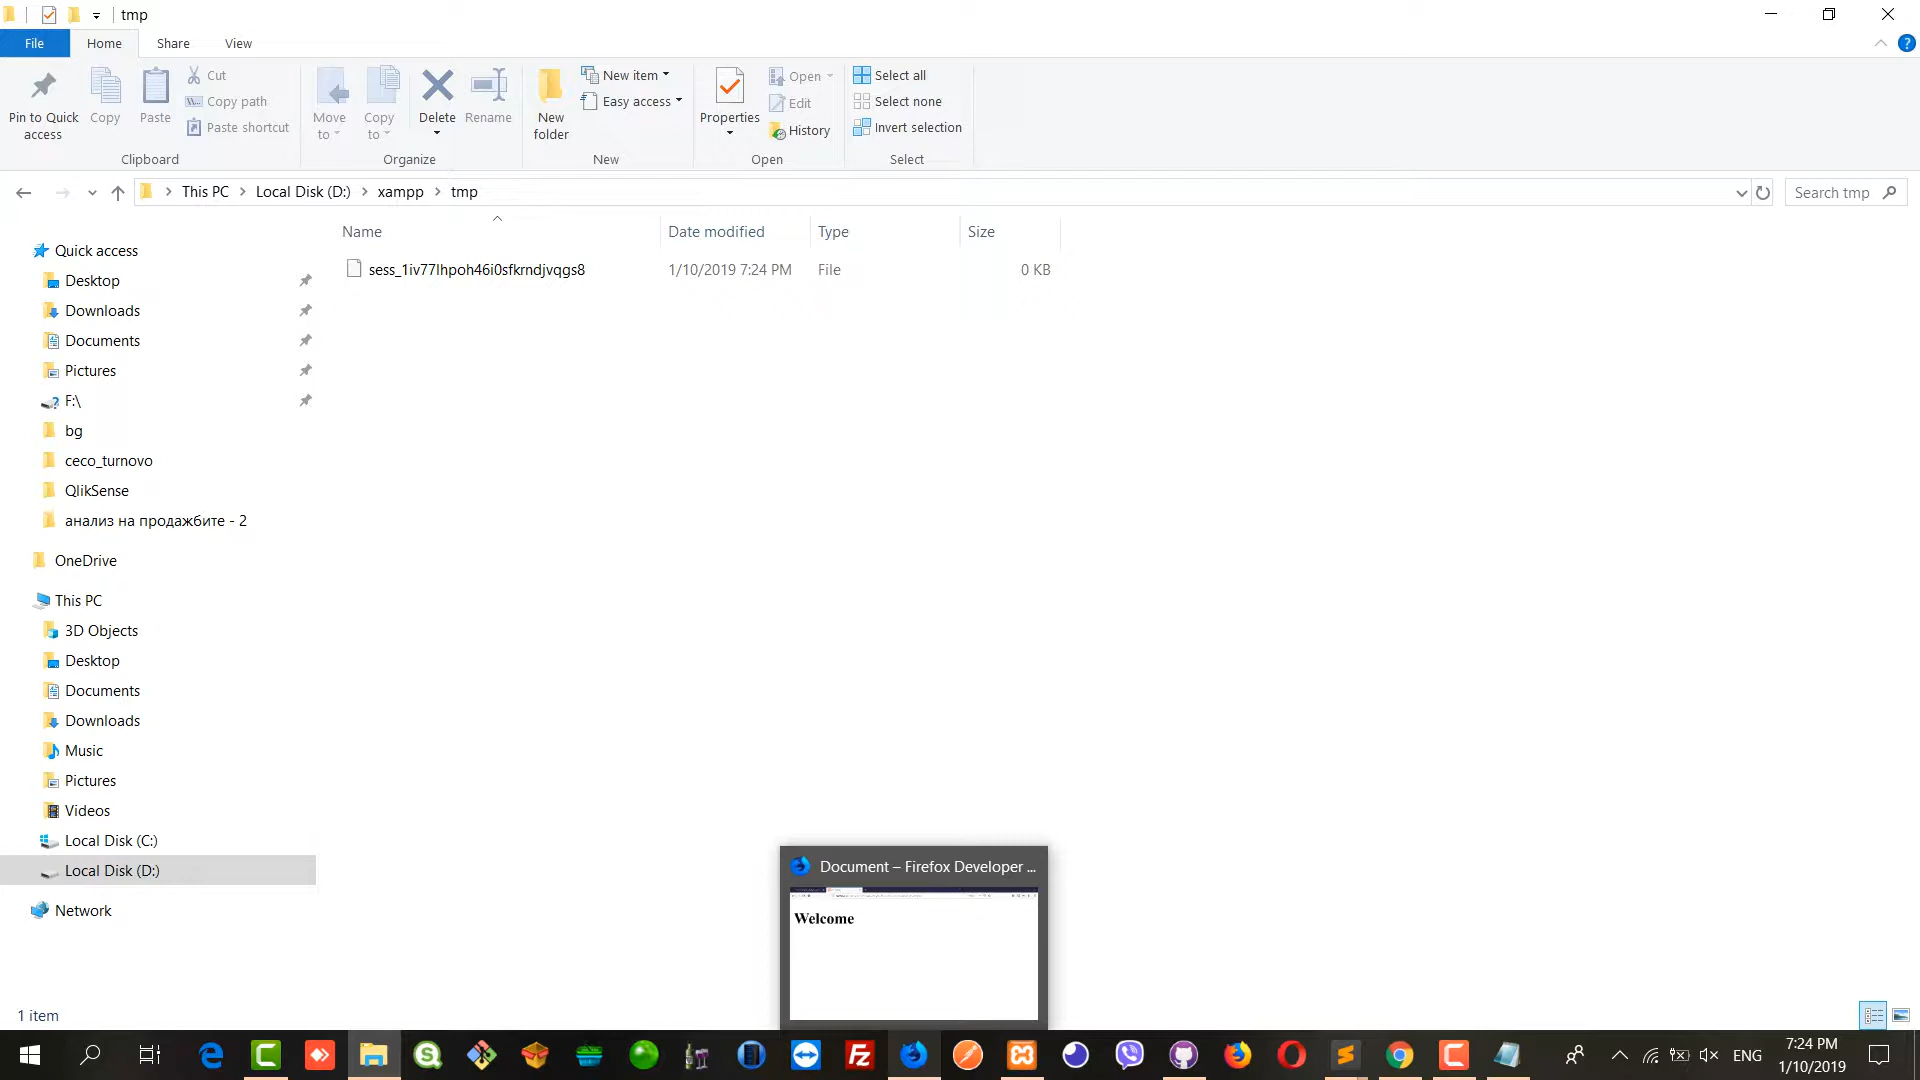 tmp
File Home Share View
Pin to Quick access
Copy
Paste
Cut
Copy path
Paste shortcut
Clipboard
Move to
Copy to
Delete
Rename
Organize
New folder
New item
Easy access
New
Properties
Open
Edit
History
Open
Select all
Select none
Invert selection
Select
This PC Local Disk (D:) xampp tmp
Search tmp
Name Date modified Type Size
sess_1iv77lhpoh46i0sfkrndjvqgs8 1/10/2019 7:24 PM File 0 KB
Quick access
Desktop
Downloads
Documents
Pictures
F:\
bg
ceco_turnovo
QlikSense
анализ на продажбите - 2
OneDrive
This PC
3D Objects
Desktop
Documents
Downloads
Music
Pictures
Videos
Local Disk (C:)
Local Disk (D:)
Network
Document – Firefox Developer ...
Welcome
1 item
ENG
7:24 PM
1/10/2019